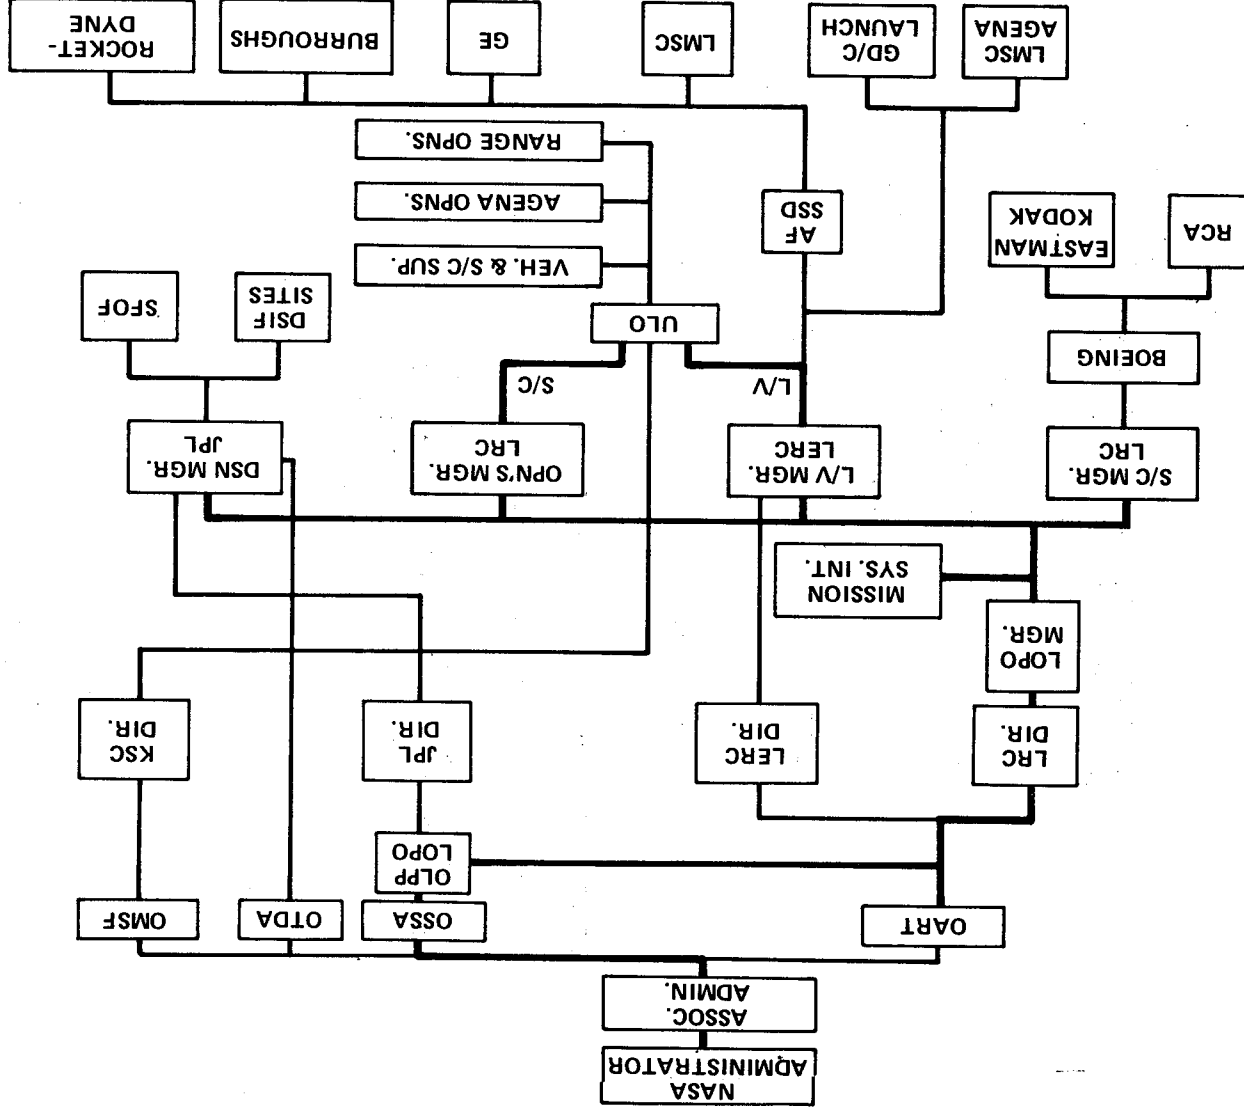 NASA
ADMINISTRATOR
ASSOC.
ADMIN.
OART
OSSA
OTDA
OMSF
OLPP
LOPO
LRC
DIR.
LERC
DIR.
JPL
DIR.
KSC
DIR.
LOPO
MGR.
MISSION
SYS. INT.
S/C MGR.
LRC
L/V MGR.
LERC
OPN'S MGR.
LRC
DSN MGR.
JPL
L/V
S/C
BOEING
ULO
DSIF
SITES
SFOF
VEH. & S/C SUP.
RCA
EASTMAN
KODAK
AF
SSD
AGENA OPNS.
RANGE OPNS.
LMSC
AGENA
GD/C
LAUNCH
LMSC
GE
BURROUGHS
ROCKET-
DYNE